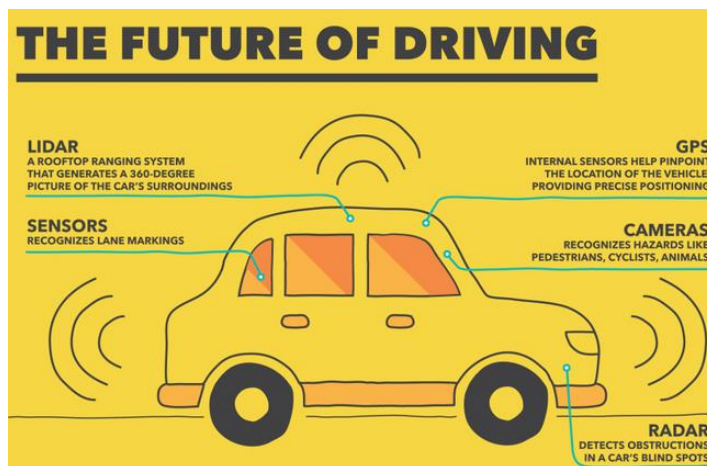 THE FUTURE OF DRIVING
LIDAR
A ROOFTOP RANGING SYSTEM
THAT GENERATES A 360-DEGREE
PICTURE OF THE CAR'S SURROUNDINGS
SENSORS
RECOGNIZES LANE MARKINGS
GPS
INTERNAL SENSORS HELP PINPOINT
THE LOCATION OF THE VEHICLE
PROVIDING PRECISE POSITIONING
CAMERAS
RECOGNIZES HAZARDS LIKE
PEDESTRIANS, CYCLISTS, ANIMALS
RADAR
DETECTS OBSTRUCTIONS
IN A CAR'S BLIND SPOTS